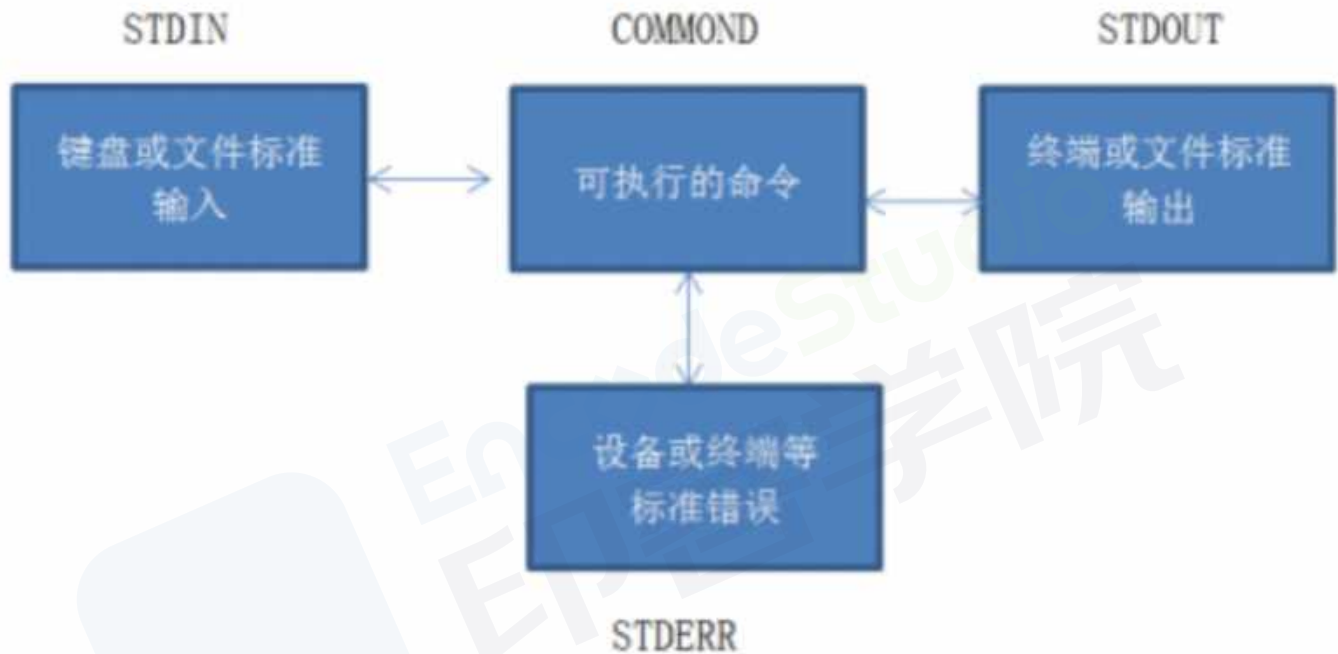 STDIN
COMMOND
STDOUT
键盘或文件标准
输入
可执行的命令
终端或文件标准
输出
设备或终端等
标准错误
STDERR